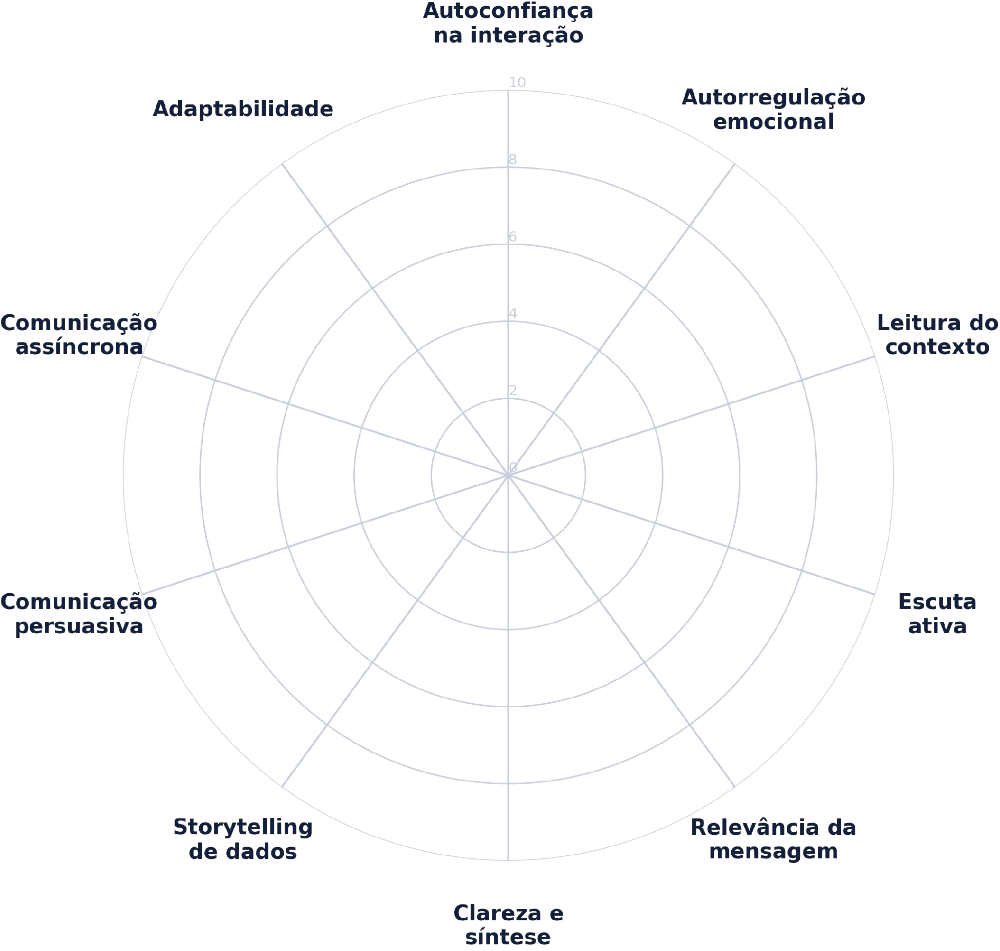 Autoconfiança
na interação
10
Autorregulação
emocional
Adaptabilidade
8
6
4
Comunicação
assíncrona
Leitura do
contexto
2
0
Comunicação
persuasiva
Escuta
ativa
Storytelling
de dados
Relevância da
mensagem
Clareza e
síntese